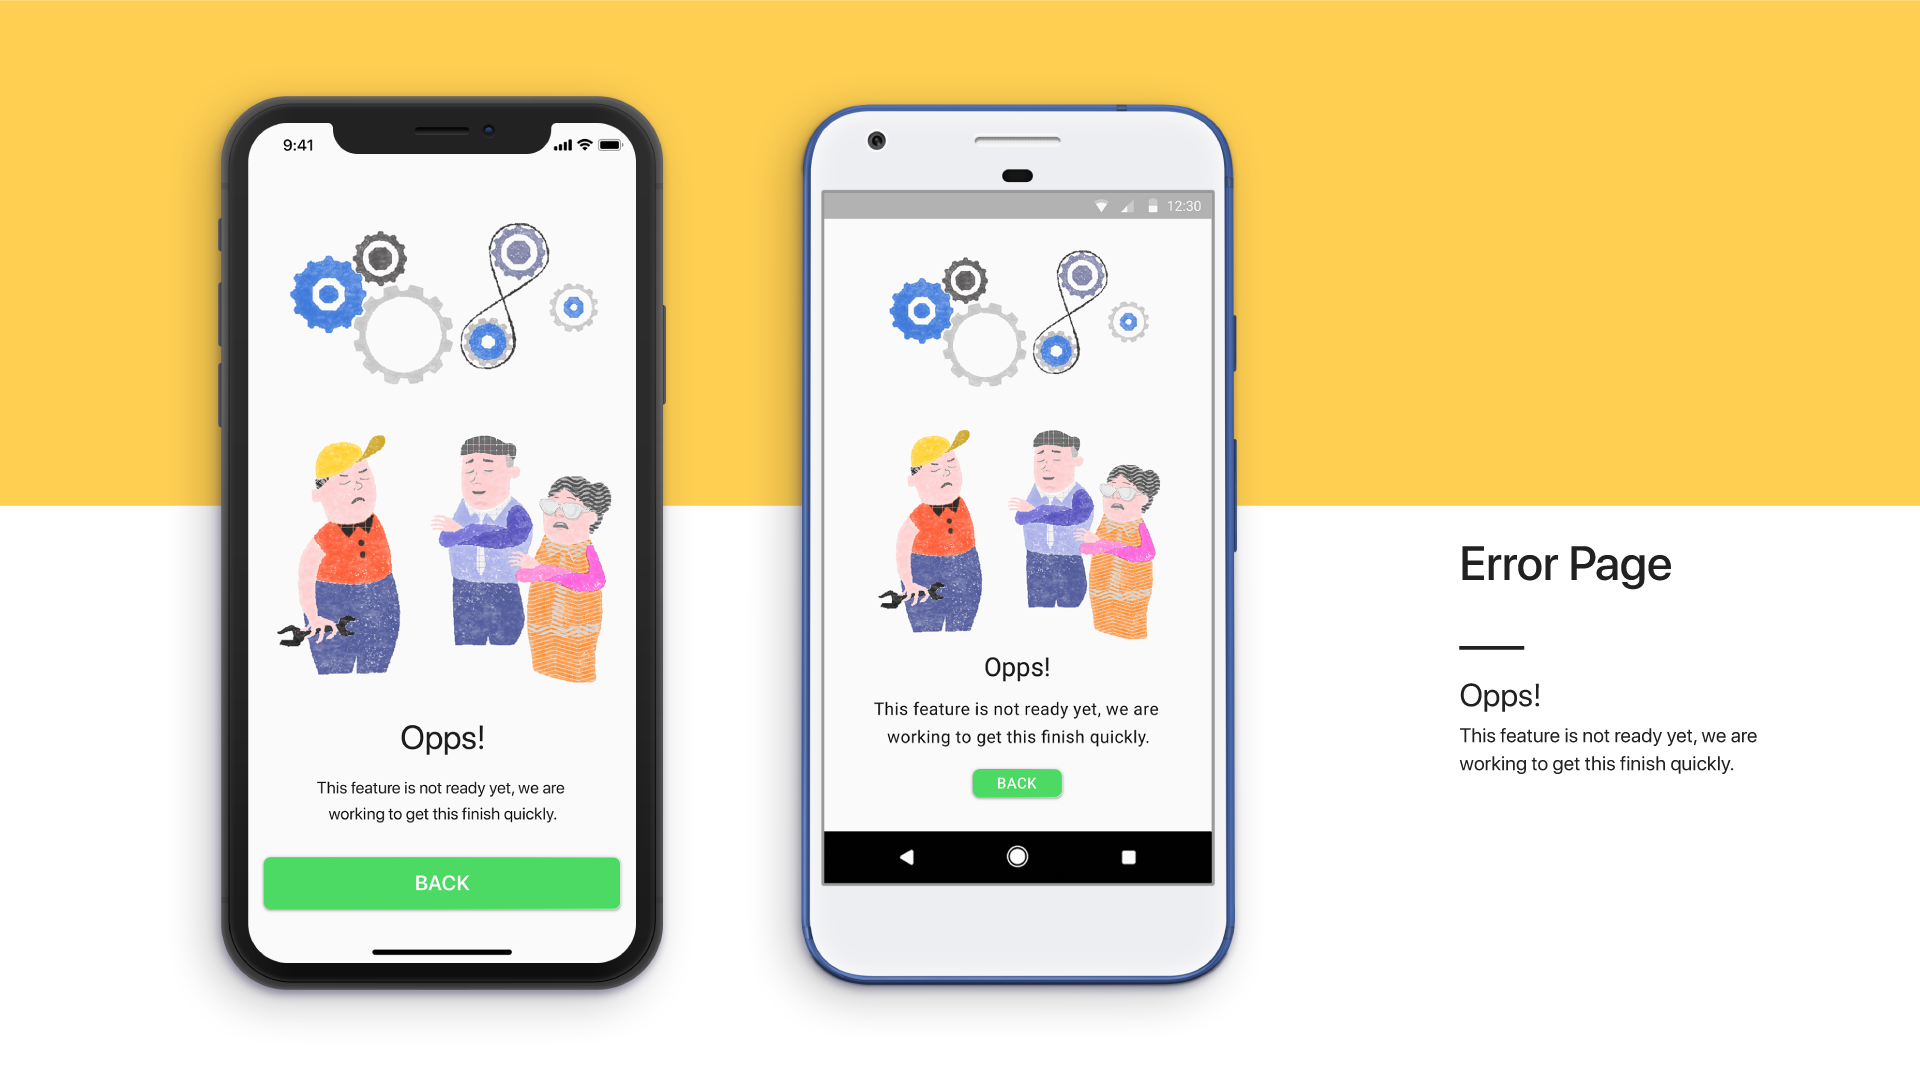 9:41
Opps!
This feature is not ready yet, we are
working to get this finish quickly.
BACK
12:30
Opps!
This feature is not ready yet, we are
working to get this finish quickly.
BACK
Error Page
Opps!
This feature is not ready yet, we are
working to get this finish quickly.